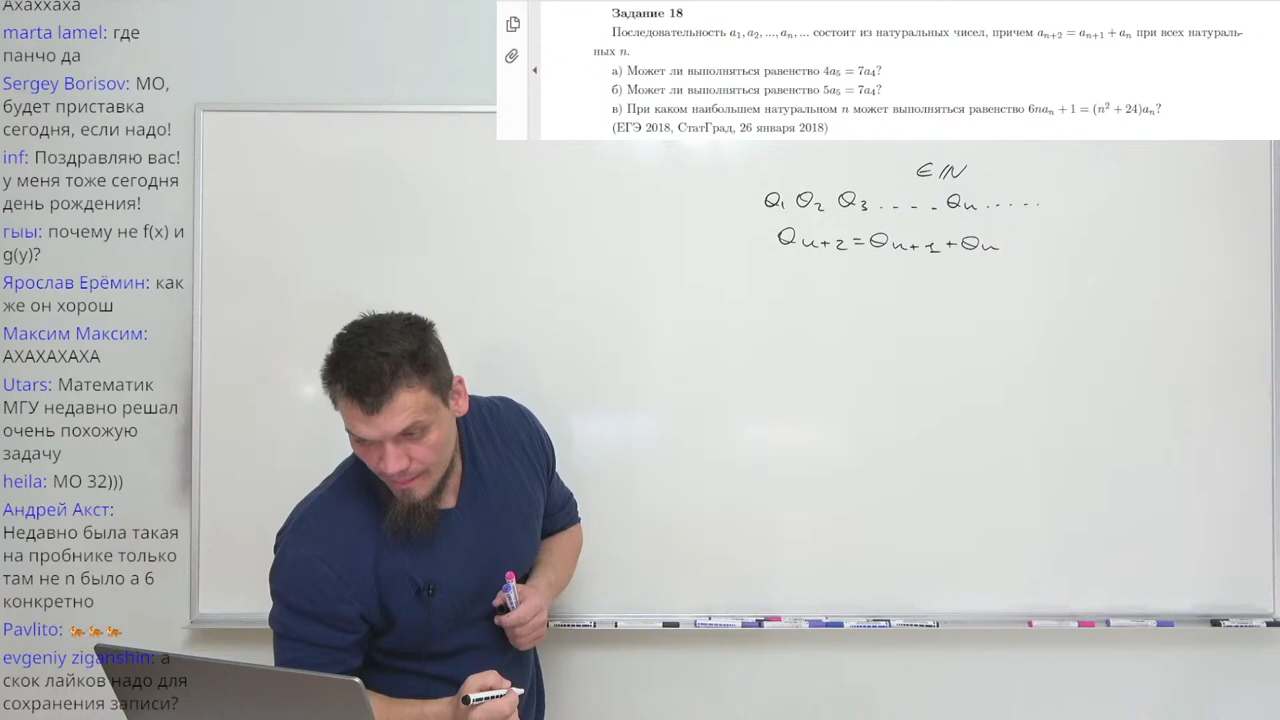 Ахаххаха
marta lamel: где
панчо да
Sergey Borisov: МО,
будет приставка
сегодня, если надо!
inf: Поздравляю вас!
у меня тоже сегодня
день рождения!
гыы: почему не f(x) и
g(y)?
Ярослав Ерёмин: как
же он хорош
Максим Максим:
АХАХАХАХА
Utars: Математик
МГУ недавно решал
очень похожую
задачу
heila: МО 32)))
Андрей Акст:
Недавно была такая
на пробнике только
там не n было а 6
конкретно
Pavlito: 🐅🐅🐅
evgeniy ziganshin: а
скок лайков надо для
сохранения записи?
Задание 18
Последовательность a₁, a₂, ..., aₙ, ... состоит из натуральных чисел, причем aₙ₊₂ = aₙ₊₁ + aₙ при всех натураль-
ных n.
а) Может ли выполняться равенство 4a₅ = 7a₄?
б) Может ли выполняться равенство 5a₅ = 7a₄?
в) При каком наибольшем натуральном n может выполняться равенство 6naₙ₊₁ = (n² + 24)aₙ?
(ЕГЭ 2018, СтатГрад, 26 января 2018)
∈ ℕ
a₁ a₂ a₃ . . . . aₙ . . . . .
aₙ₊₂ = aₙ₊₁ + aₙ